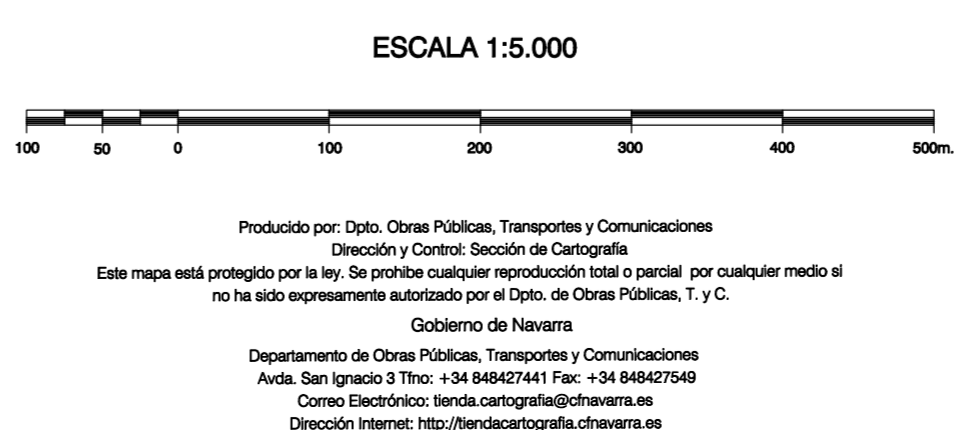 ESCALA 1:5.000
100 50 0 100 200 300 400 500m.
Producido por: Dpto. Obras Públicas, Transportes y Comunicaciones
Dirección y Control: Sección de Cartografía
Este mapa está protegido por la ley. Se prohibe cualquier reproducción total o parcial por cualquier medio si
no ha sido expresamente autorizado por el Dpto. de Obras Públicas, T. y C.
Gobierno de Navarra
Departamento de Obras Públicas, Transportes y Comunicaciones
Avda. San Ignacio 3 Tfno: +34 848427441 Fax: +34 848427549
Correo Electrónico: tienda.cartografia@cfnavarra.es
Dirección Internet: http://tiendacartografia.cfnavarra.es